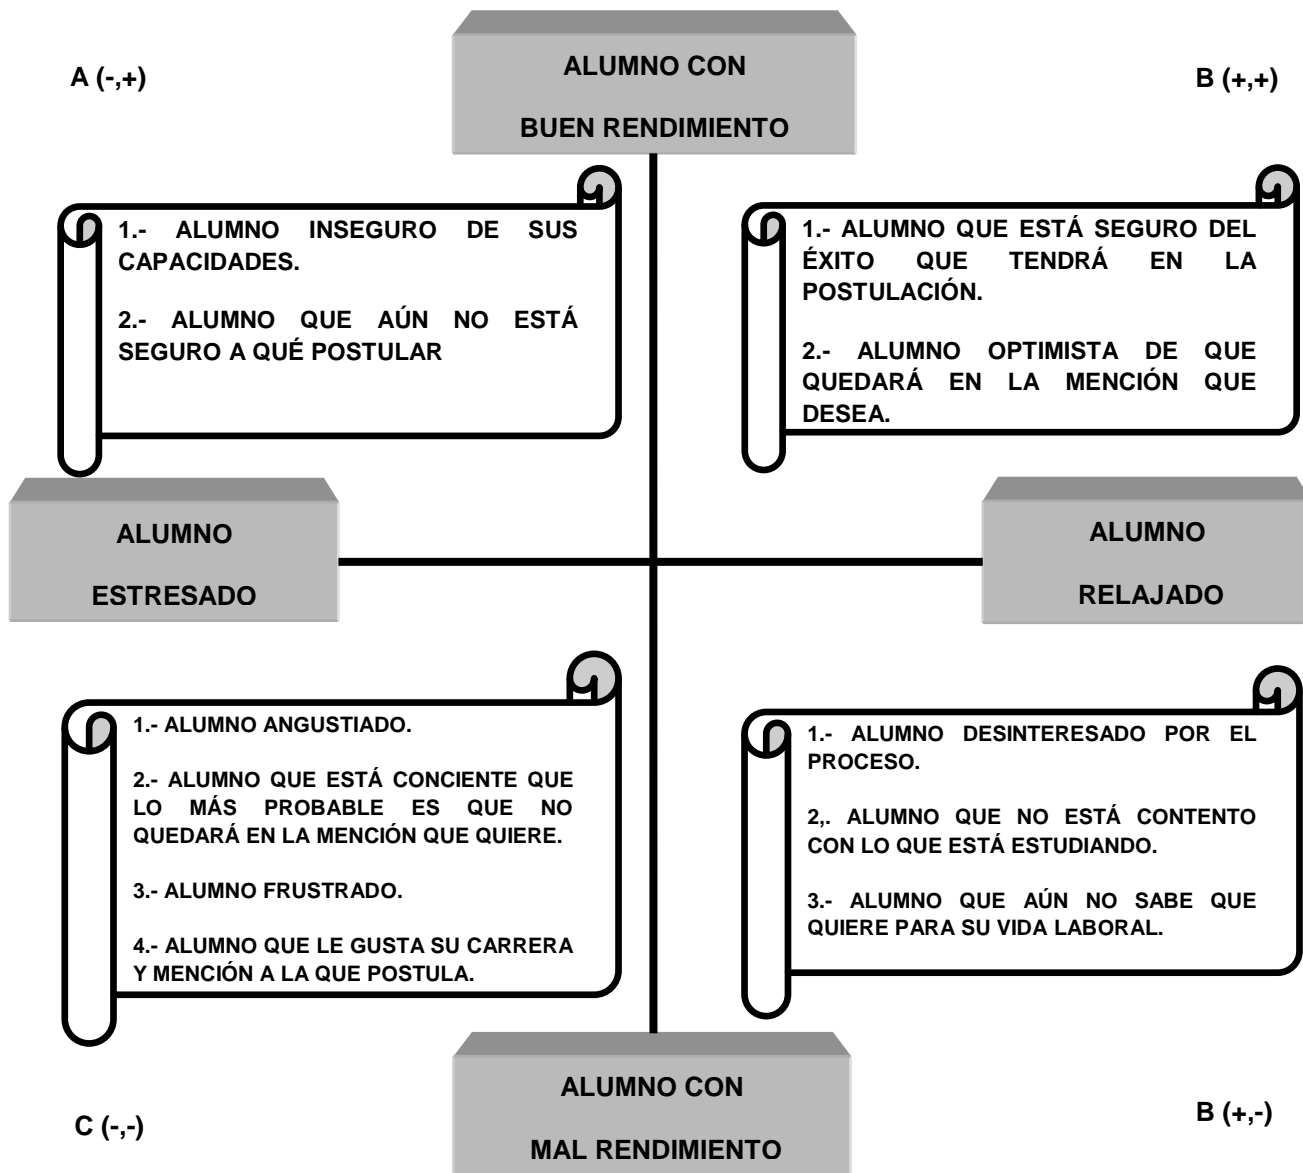 A (-,+)
ALUMNO CON
BUEN RENDIMIENTO
B (+,+)
1.- ALUMNO INSEGURO DE SUS
CAPACIDADES.
2.- ALUMNO QUE AÚN NO ESTÁ
SEGURO A QUÉ POSTULAR
1.- ALUMNO QUE ESTÁ SEGURO DEL
ÉXITO QUE TENDRÁ EN LA
POSTULACIÓN.
2.- ALUMNO OPTIMISTA DE QUE
QUEDARÁ EN LA MENCIÓN QUE
DESEA.
ALUMNO
ESTRESADO
ALUMNO
RELAJADO
1.- ALUMNO ANGUSTIADO.
2.- ALUMNO QUE ESTÁ CONCIENTE QUE
LO MÁS PROBABLE ES QUE NO
QUEDARÁ EN LA MENCIÓN QUE QUIERE.
3.- ALUMNO FRUSTRADO.
4.- ALUMNO QUE LE GUSTA SU CARRERA
Y MENCIÓN A LA QUE POSTULA.
1.- ALUMNO DESINTERESADO POR EL
PROCESO.
2,. ALUMNO QUE NO ESTÁ CONTENTO
CON LO QUE ESTÁ ESTUDIANDO.
3.- ALUMNO QUE AÚN NO SABE QUE
QUIERE PARA SU VIDA LABORAL.
C (-,-)
ALUMNO CON
MAL RENDIMIENTO
B (+,-)